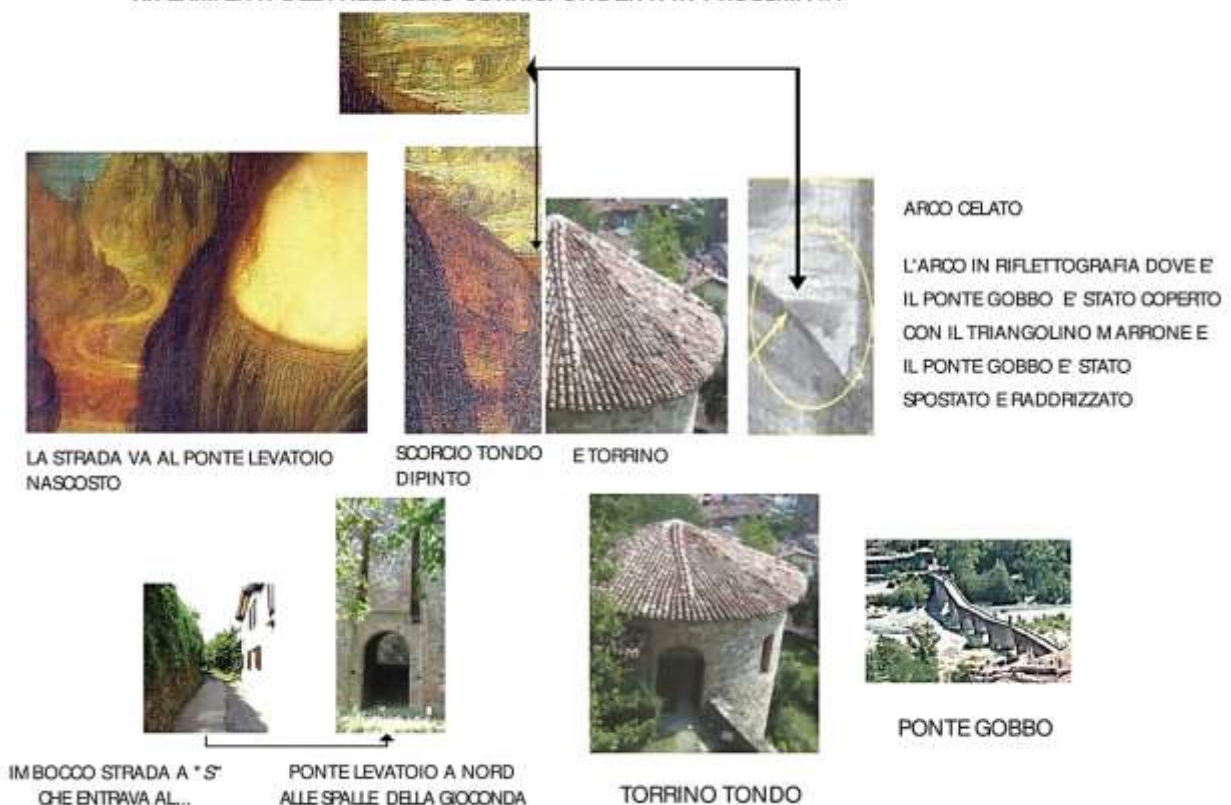 ARCO CELATO
L'ARCO IN RIFLETTOGRAFIA DOVE E'
IL PONTE GOBBO E' STATO COPERTO
CON IL TRIANGOLINO MARRONE E
IL PONTE GOBBO E' STATO
SPOSTATO E RADDRIZZATO
LA STRADA VA AL PONTE LEVATOIO
NASCOSTO
SCORCIO TONDO
DIPINTO
E TORRINO
IMBOCCO STRADA A "S"
CHE ENTRAVA AL...
PONTE LEVATOIO A NORD
ALLE SPALLE DELLA GIOCONDA
TORRINO TONDO
PONTE GOBBO